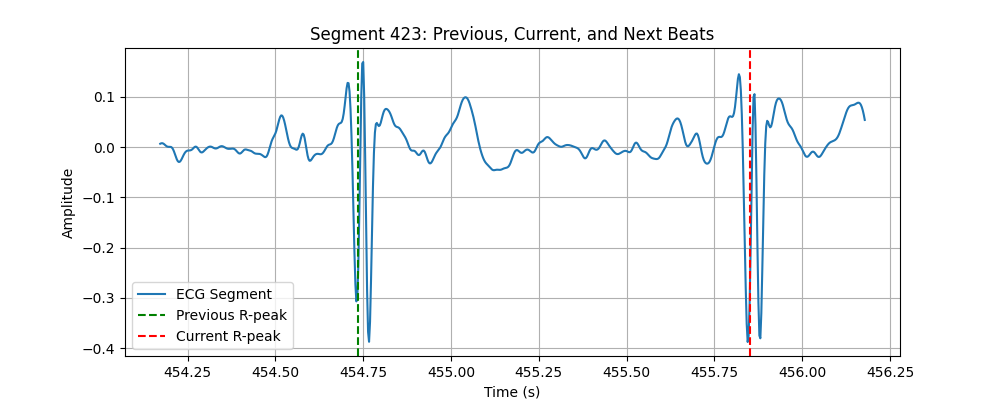 Segment 423: Previous, Current, and Next Beats
Amplitude
0.1
0.0
−0.1
−0.2
−0.3
−0.4
ECG Segment
Previous R-peak
Current R-peak
454.25 454.50 454.75 455.00 455.25 455.50 455.75 456.00 456.25
Time (s)